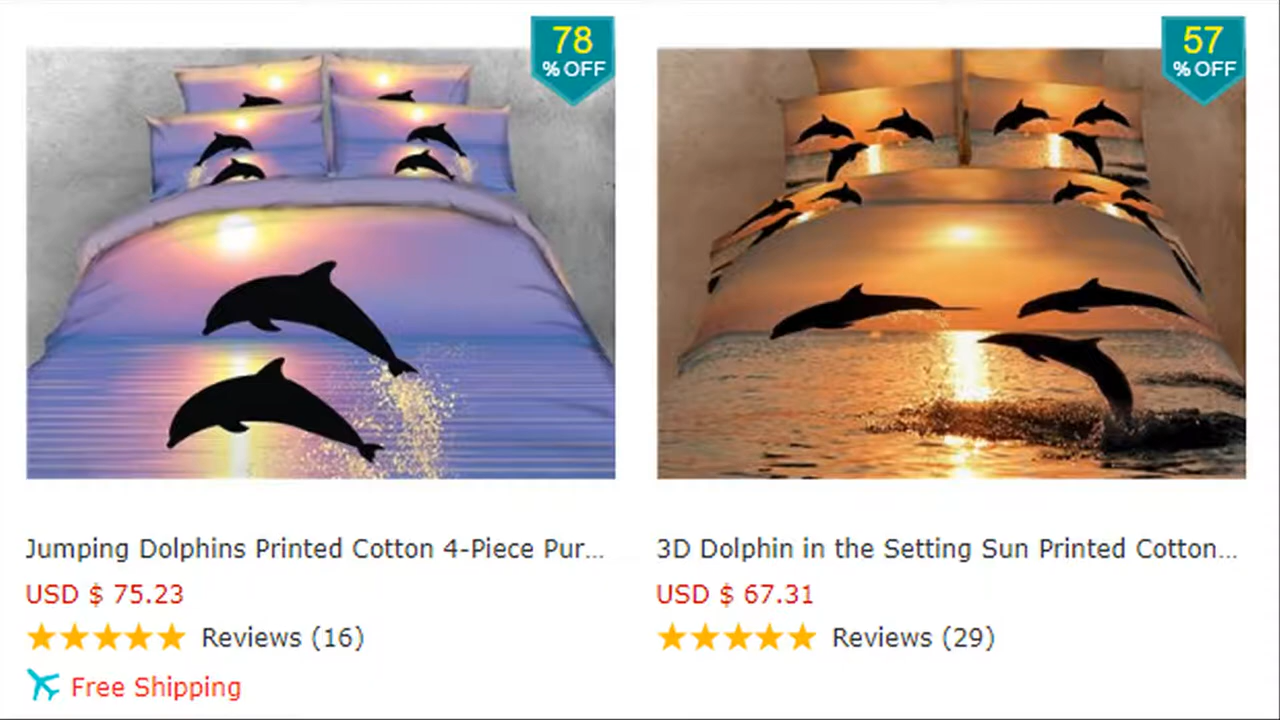 78
% OFF
57
% OFF
Jumping Dolphins Printed Cotton 4-Piece Pur...
USD $ 75.23
Reviews (16)
Free Shipping
3D Dolphin in the Setting Sun Printed Cotton...
USD $ 67.31
Reviews (29)